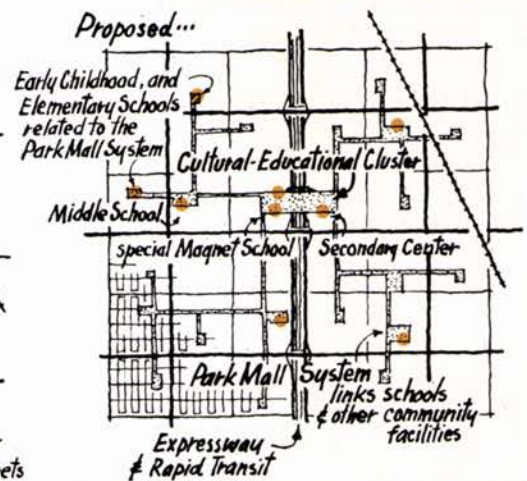 Proposed...
Early Childhood, and
Elementary Schools
related to the
Park Mall System
Cultural-Educational Cluster
Middle School
special Magnet School
Secondary Center
Park Mall System
links schools
& other community
facilities
Expressway
& Rapid Transit